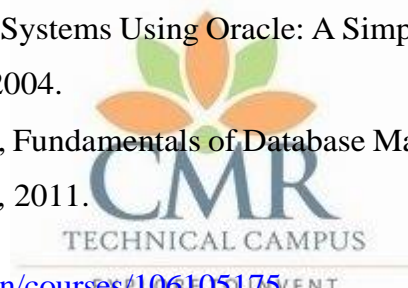 Systems Using Oracle: A Simp
2004.
, Fundamentals of Database Ma
, 2011.
CMR
TECHNICAL CAMPUS
n/courses/106105175